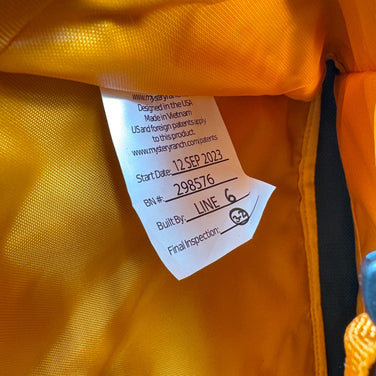 www.mysteryranch.com
Designed in the USA
Made in Vietnam
US and foreign patents apply
to this product.
www.mysteryranch.com/patents
Start Date: 12 SEP 2023
BN #: 298576
Built By: LINE 6
Final Inspection: